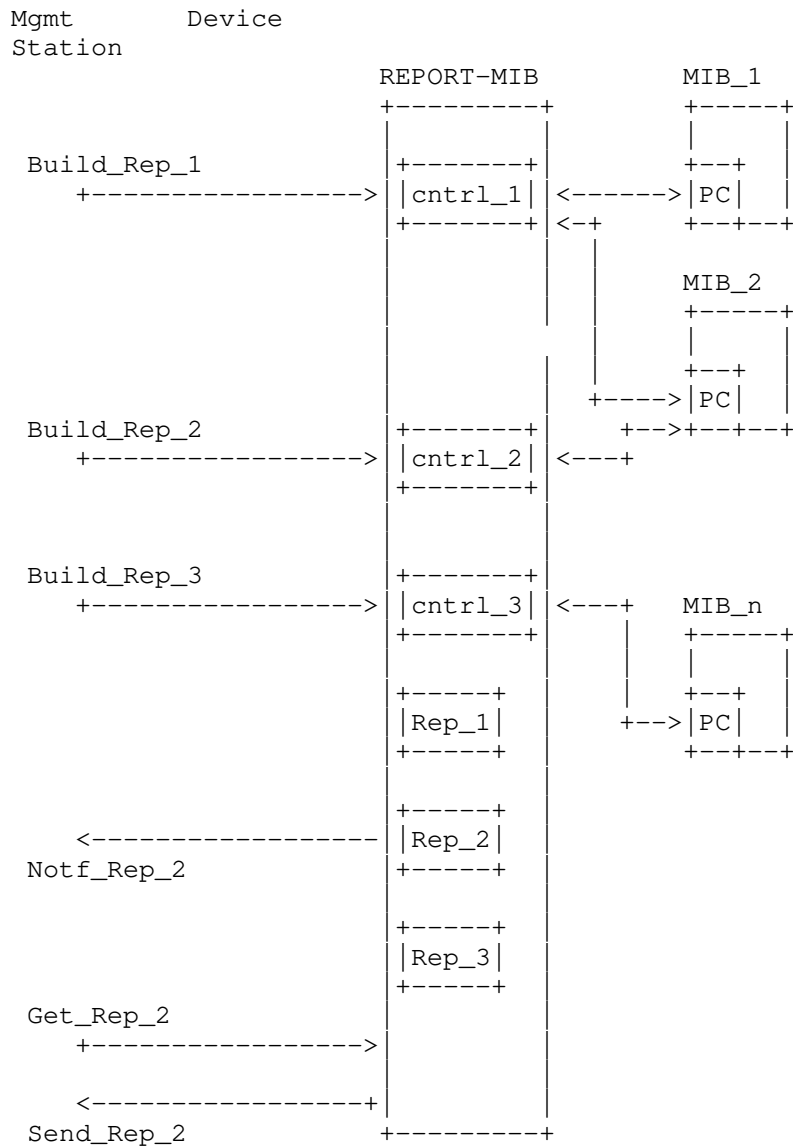 Mgmt Device
Station
REPORT-MIB MIB_1
Build_Rep_1
cntrl_1 PC
MIB_2
PC
Build_Rep_2
cntrl_2
Build_Rep_3
cntrl_3 MIB_n
Rep_1 PC
Rep_2
Notf_Rep_2
Rep_3
Get_Rep_2
Send_Rep_2